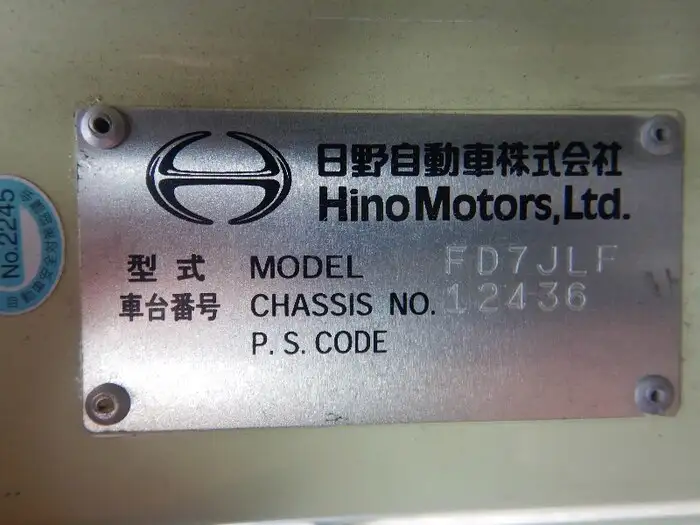 日野自動車株式会社
Hino Motors, Ltd.
型式 MODEL FD7JLF
車台番号 CHASSIS NO. 12436
P. S. CODE
No.2245